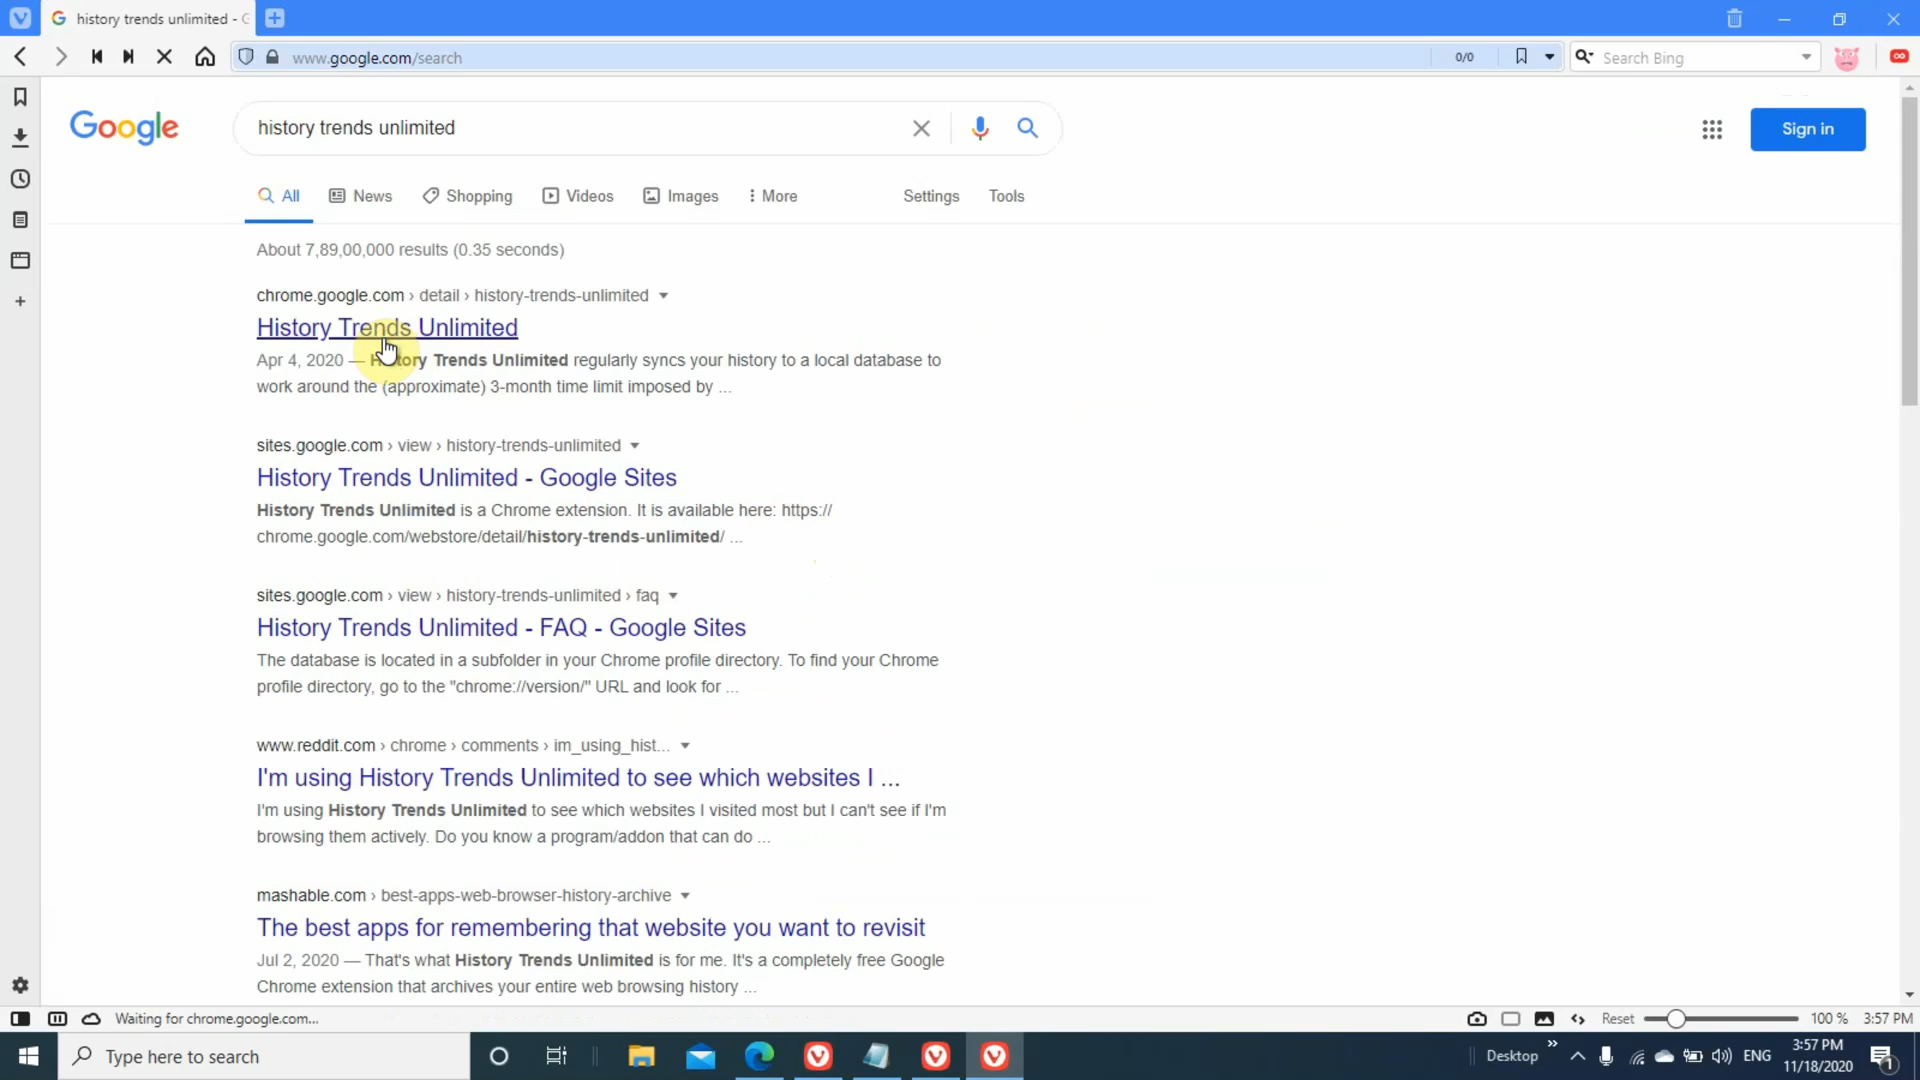 history trends unlimited - G
www.google.com/search
0/0
Search Bing
Google
history trends unlimited
Sign in
All
News
Shopping
Videos
Images
More
Settings
Tools
About 7,89,00,000 results (0.35 seconds)
chrome.google.com › detail › history-trends-unlimited
History Trends Unlimited
Apr 4, 2020 — History Trends Unlimited regularly syncs your history to a local database to
work around the (approximate) 3-month time limit imposed by ...
sites.google.com › view › history-trends-unlimited
History Trends Unlimited - Google Sites
History Trends Unlimited is a Chrome extension. It is available here: https://
chrome.google.com/webstore/detail/history-trends-unlimited/ ...
sites.google.com › view › history-trends-unlimited › faq
History Trends Unlimited - FAQ - Google Sites
The database is located in a subfolder in your Chrome profile directory. To find your Chrome
profile directory, go to the "chrome://version/" URL and look for ...
www.reddit.com › chrome › comments › im_using_hist...
I'm using History Trends Unlimited to see which websites I ...
I'm using History Trends Unlimited to see which websites I visited most but I can't see if I'm
browsing them actively. Do you know a program/addon that can do ...
mashable.com › best-apps-web-browser-history-archive
The best apps for remembering that website you want to revisit
Jul 2, 2020 — That's what History Trends Unlimited is for me. It's a completely free Google
Chrome extension that archives your entire web browsing history ...
Waiting for chrome.google.com...
Reset
100 %
3:57 PM
Type here to search
Desktop
ENG
3:57 PM
11/18/2020
1